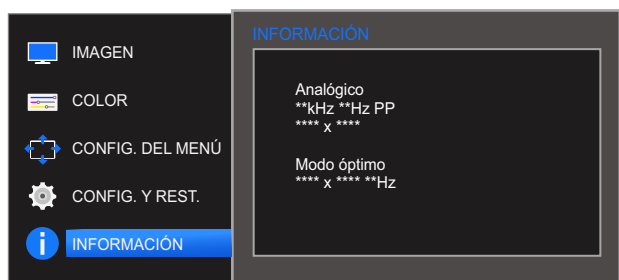 IMAGEN
COLOR
CONFIG. DEL MENÚ
CONFIG. Y REST.
INFORMACIÓN
INFORMACIÓN
Analógico
**kHz **Hz PP
**** x ****
Modo óptimo
**** x **** **Hz